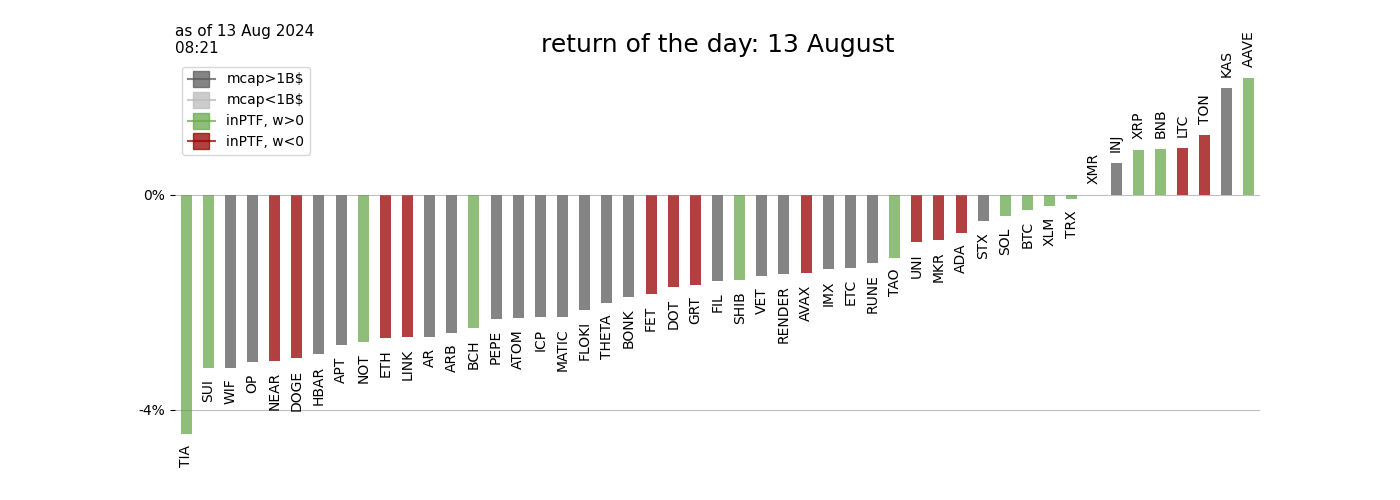 as of 13 Aug 2024
08:21
return of the day: 13 August
mcap>1B$
mcap<1B$
inPTF, w>0
inPTF, w<0
0%
-4%
TIA
SUI
WIF
OP
NEAR
DOGE
HBAR
APT
NOT
ETH
LINK
AR
ARB
BCH
PEPE
ATOM
ICP
MATIC
FLOKI
THETA
BONK
FET
DOT
GRT
FIL
SHIB
VET
RENDER
AVAX
IMX
ETC
RUNE
TAO
UNI
MKR
ADA
STX
SOL
BTC
XLM
TRX
XMR
INJ
XRP
BNB
LTC
TON
KAS
AAVE